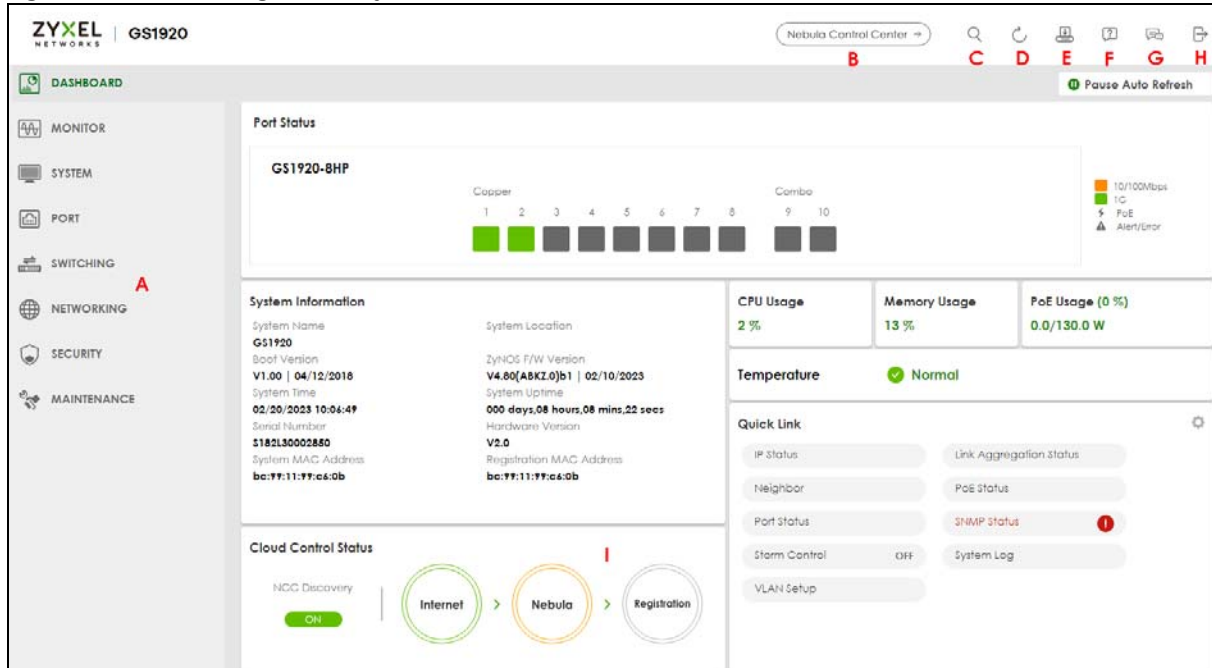 ZYXEL | GS1920
NETWORKS
Nebula Control Center →
B C D E F G H
DASHBOARD
Pause Auto Refresh
MONITOR
SYSTEM
PORT
SWITCHING
A
NETWORKING
SECURITY
MAINTENANCE
Port Status
GS1920-8HP
Copper
Combo
1 2 3 4 5 6 7 8 9 10
10/100Mbps
1G
PoE
Alert/Error
System Information
System Name
GS1920
System Location
Boot Version
V1.00 | 04/12/2018
ZyNOS F/W Version
V4.80(ABKZ.0)b1 | 02/10/2023
System Time
02/20/2023 10:06:49
System Uptime
000 days,08 hours,08 mins,22 secs
Serial Number
S182L30002850
Hardware Version
V2.0
System MAC Address
bc:99:11:99:c6:0b
Registration MAC Address
bc:99:11:99:c6:0b
CPU Usage
2 %
Memory Usage
13 %
PoE Usage (0 %)
0.0/130.0 W
Temperature
Normal
Quick Link
IP Status
Link Aggregation Status
Neighbor
PoE Status
Port Status
SNMP Status
Storm Control OFF
System Log
VLAN Setup
Cloud Control Status
I
NCC Discovery
ON
Internet > Nebula > Registration